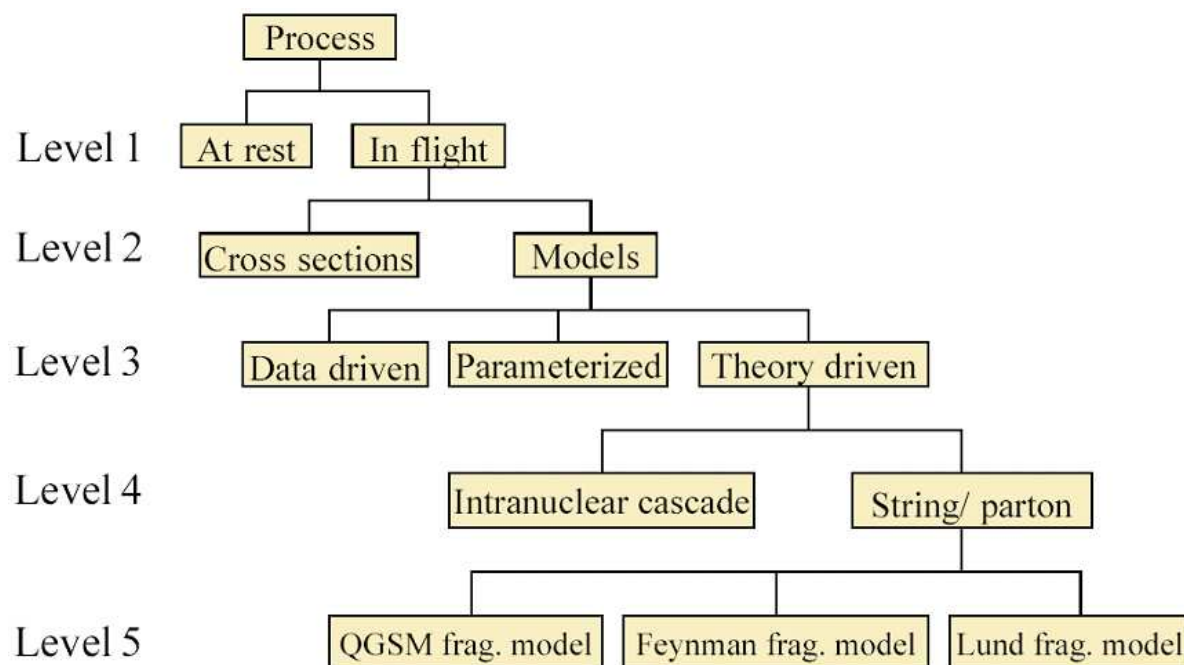 Process
Level 1 At rest In flight
Level 2 Cross sections Models
Level 3 Data driven Parameterized Theory driven
Level 4 Intranuclear cascade String/ parton
Level 5 QGSM frag. model Feynman frag. model Lund frag. model